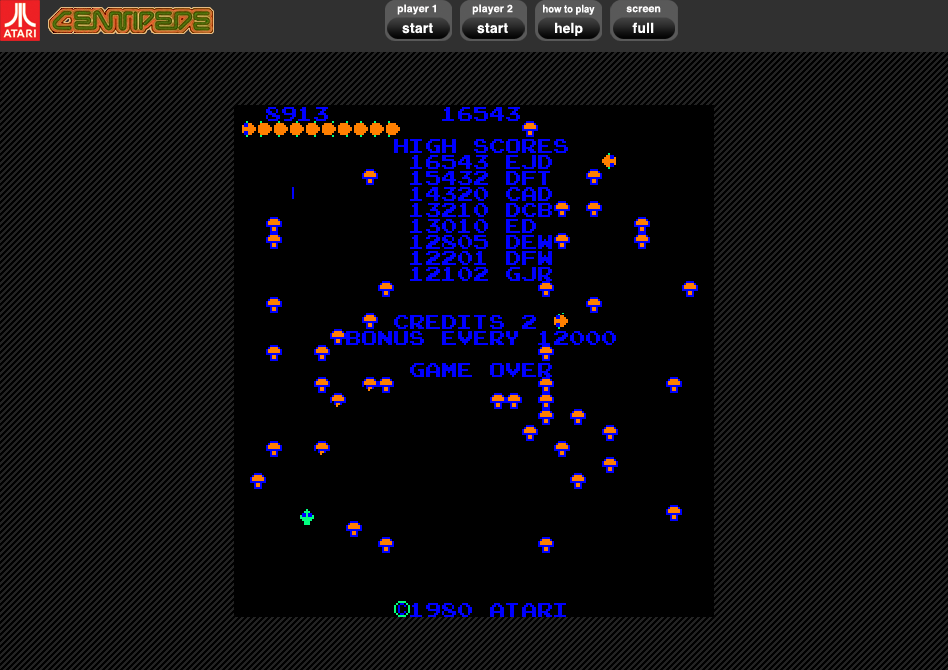 ATARI CENTIPEDE
player 1 player 2 how to play screen
start start help full
8913 16543
HIGH SCORES
16543 EJD
15432 DFT
14320 CAD
13210 DCB
13010 ED
12805 DEW
12201 DFW
12102 GJR
CREDITS 2
BONUS EVERY 12000
GAME OVER
©1980 ATARI